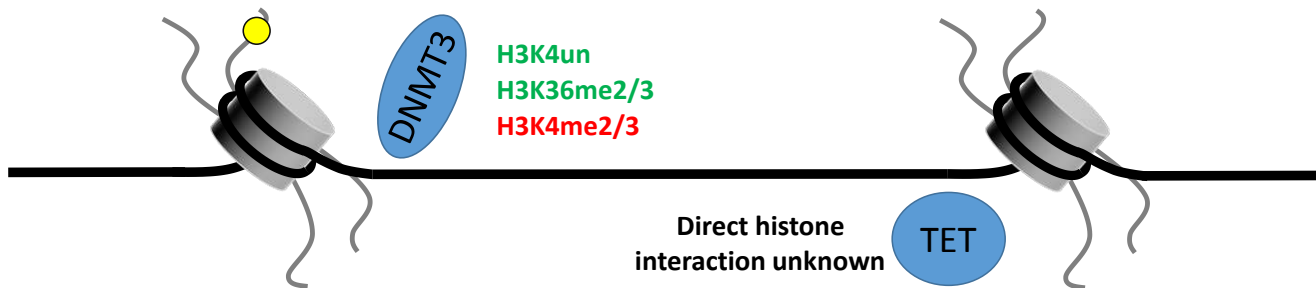 DNMT3
H3K4un
H3K36me2/3
H3K4me2/3
Direct histone
interaction unknown
TET